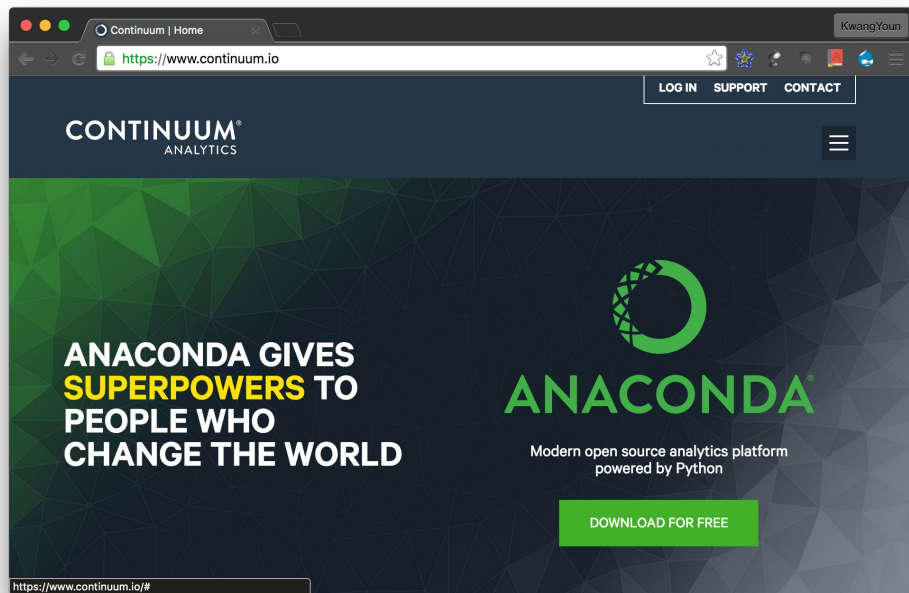 Continuum | Home
KwangYoun
https://www.continuum.io
LOG IN SUPPORT CONTACT
CONTINUUM®
ANALYTICS
ANACONDA GIVES
SUPERPOWERS TO
PEOPLE WHO
CHANGE THE WORLD
ANACONDA®
Modern open source analytics platform
powered by Python
DOWNLOAD FOR FREE
https://www.continuum.io/#